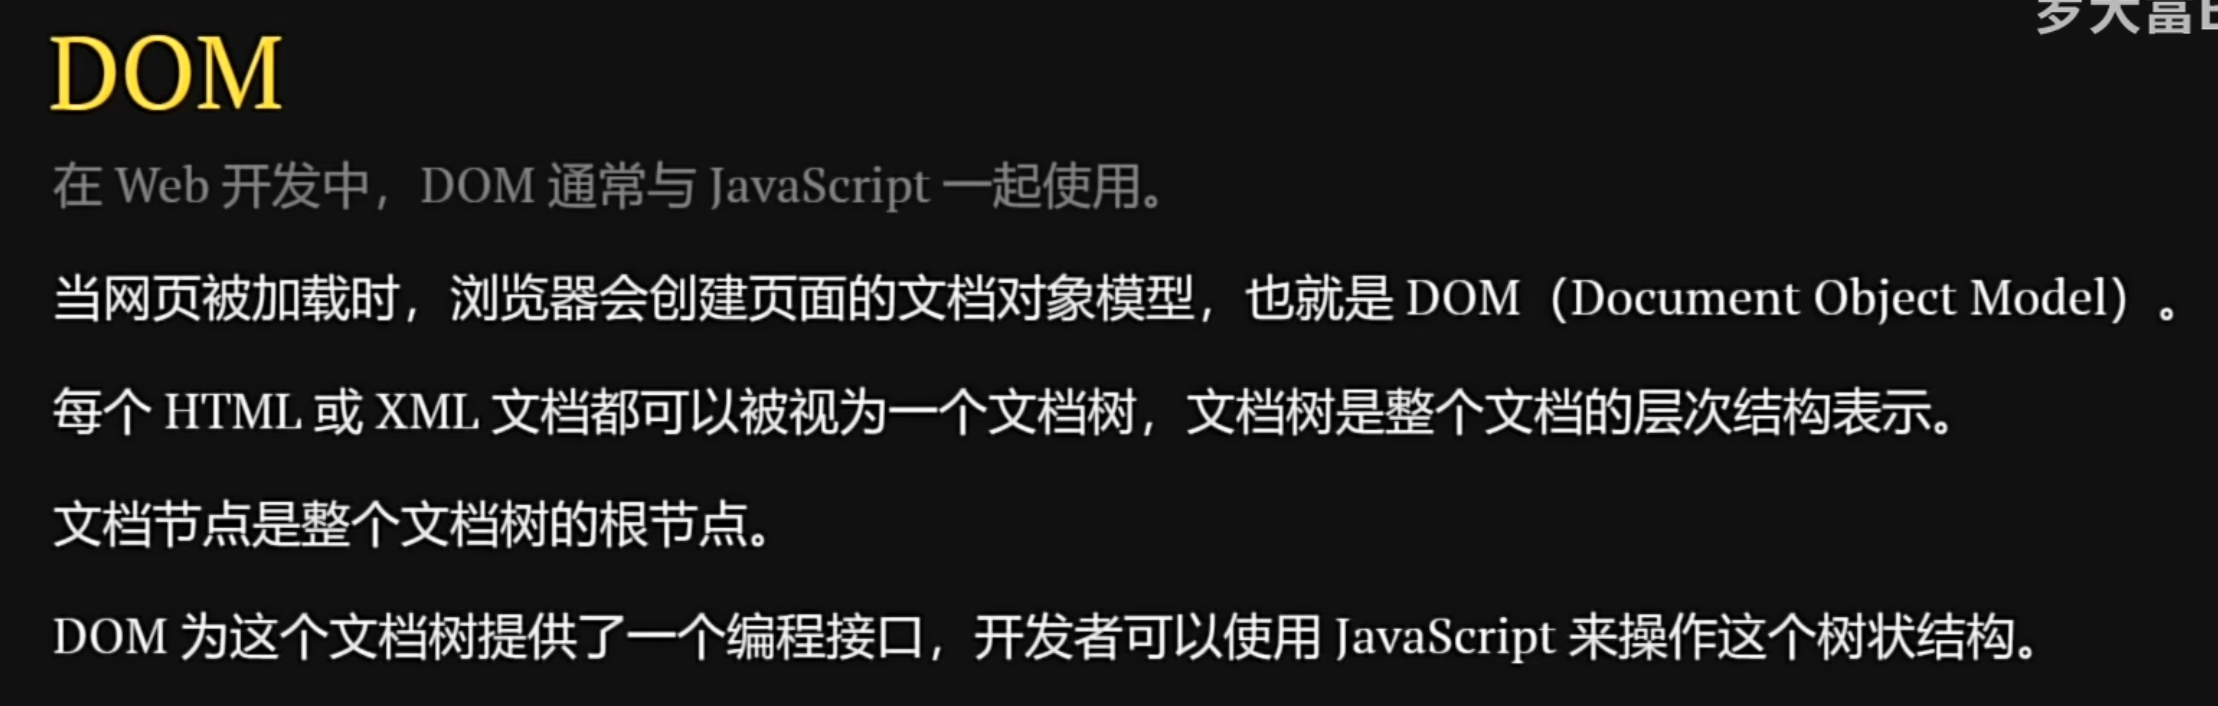 罗大富
DOM
在 Web 开发中，DOM 通常与 JavaScript 一起使用。
当网页被加载时，浏览器会创建页面的文档对象模型，也就是 DOM（Document Object Model）。
每个 HTML 或 XML 文档都可以被视为一个文档树，文档树是整个文档的层次结构表示。
文档节点是整个文档树的根节点。
DOM 为这个文档树提供了一个编程接口，开发者可以使用 JavaScript 来操作这个树状结构。